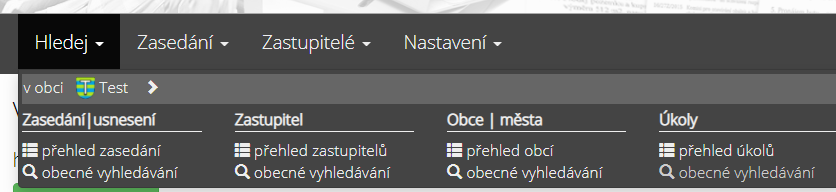 Hledej Zasedání Zastupitelé Nastavení
v obci Test
Zasedání|usnesení Zastupitel Obce | města Úkoly
přehled zasedání přehled zastupitelů přehled obcí přehled úkolů
obecné vyhledávání obecné vyhledávání obecné vyhledávání obecné vyhledávání